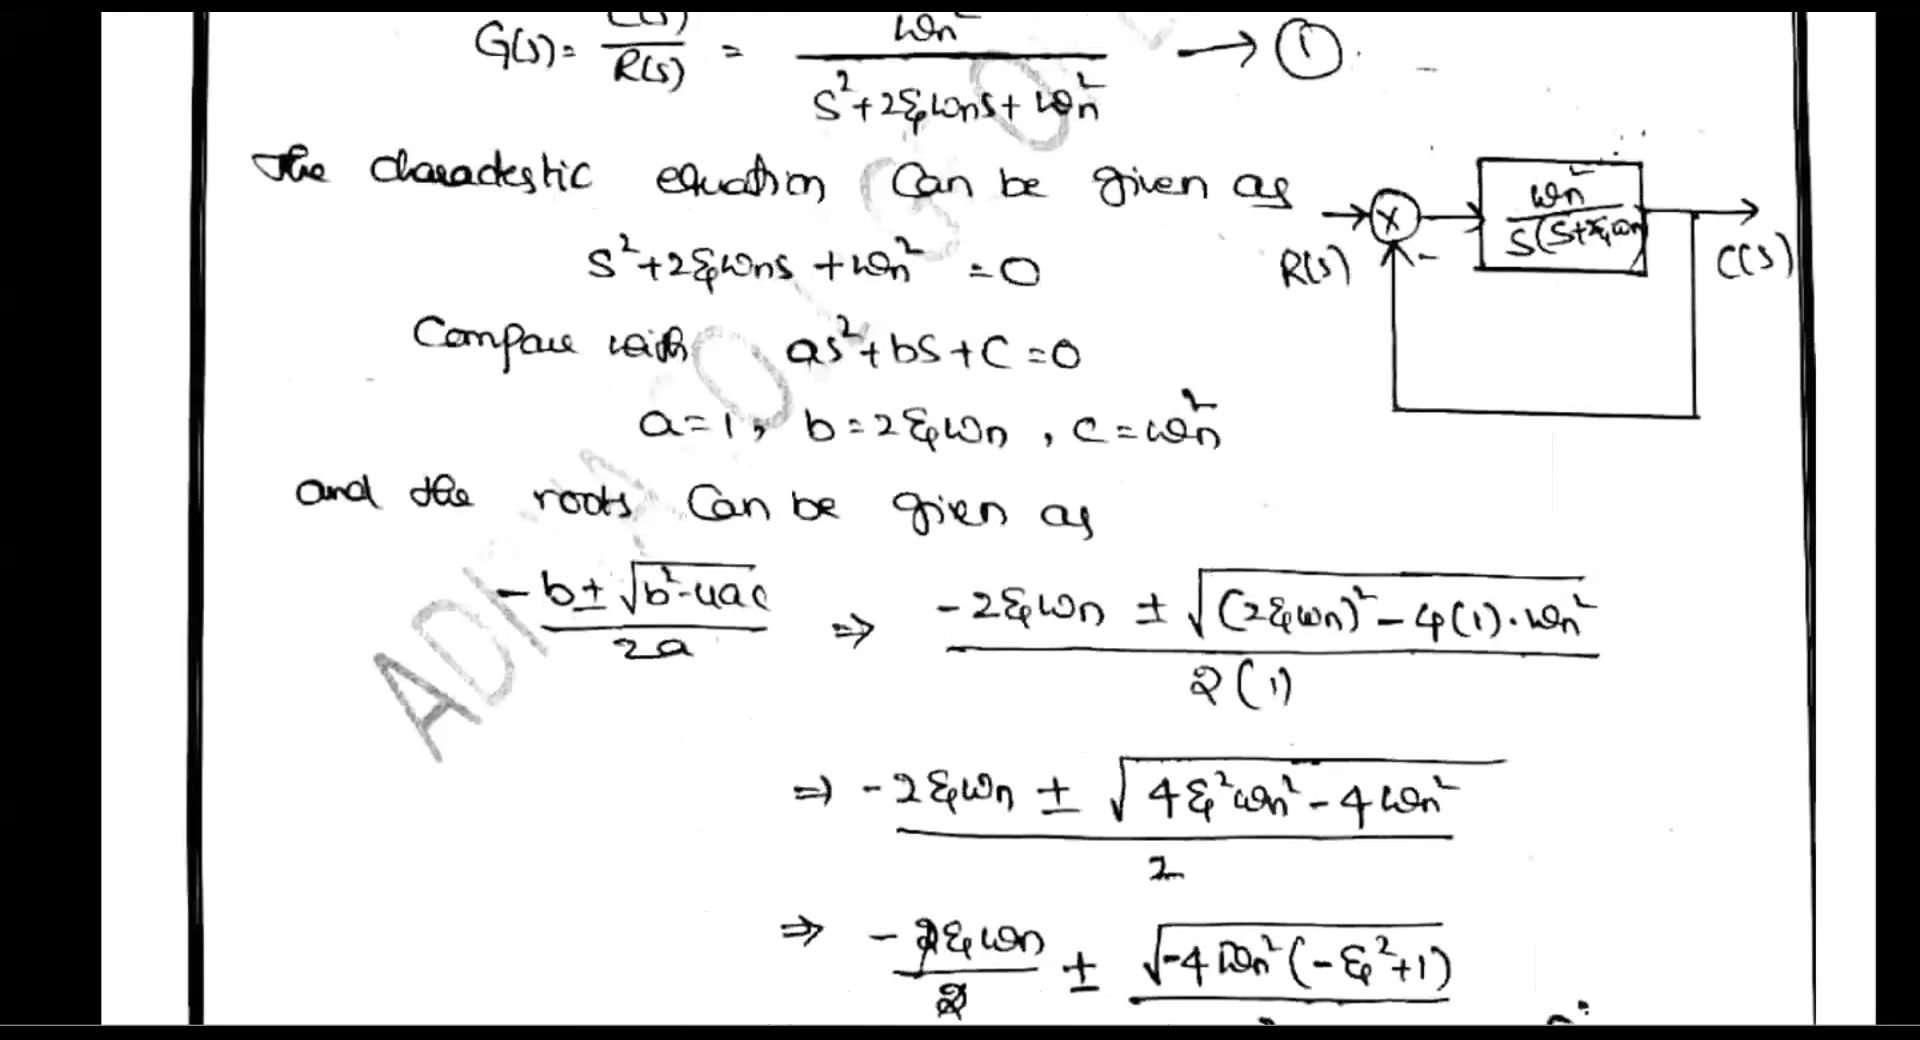 G(s) = C(s)/R(s) = ωn²/(s²+2ξωns+ωn²) → ①
The charadestic equation Can be given as
s²+2ξωns+ωn² = 0
Compare with as²+bs+c=0
a=1, b=2ξωn, c=ωn²
and the roots Can be given as
(-b±√(b²-4ac))/2a ⇒ (-2ξωn ± √((2ξωn)²-4(1)·ωn²))/2(1)
⇒ (-2ξωn ± √(4ξ²ωn²-4ωn²))/2
⇒ -2ξωn/2 ± √(-4ωn²(-ξ²+1))
R(s)
×
-
ωn²/s(s+2ξωn)
C(s)